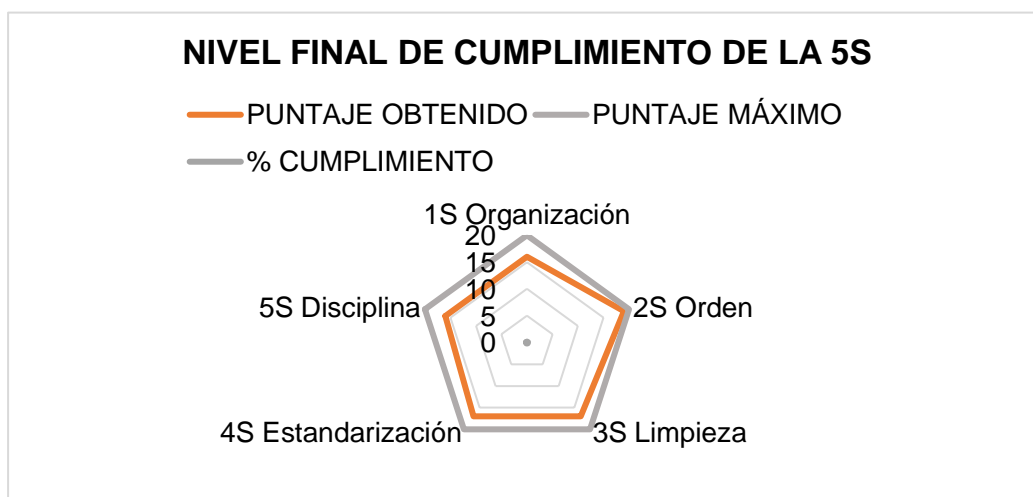 NIVEL FINAL DE CUMPLIMIENTO DE LA 5S
PUNTAJE OBTENIDO PUNTAJE MÁXIMO
% CUMPLIMIENTO
1S Organización
20
15
10
5
0
5S Disciplina
2S Orden
4S Estandarización
3S Limpieza